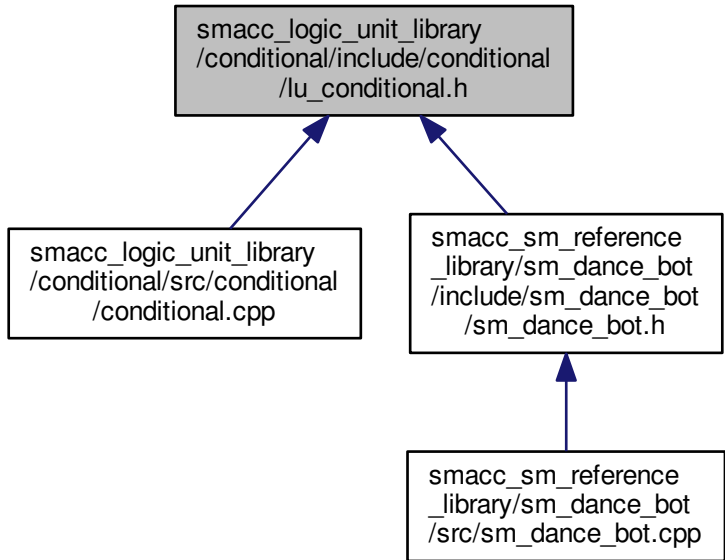 smacc_logic_unit_library
/conditional/include/conditional
/lu_conditional.h
smacc_logic_unit_library
/conditional/src/conditional
/conditional.cpp
smacc_sm_reference
_library/sm_dance_bot
/include/sm_dance_bot
/sm_dance_bot.h
smacc_sm_reference
_library/sm_dance_bot
/src/sm_dance_bot.cpp